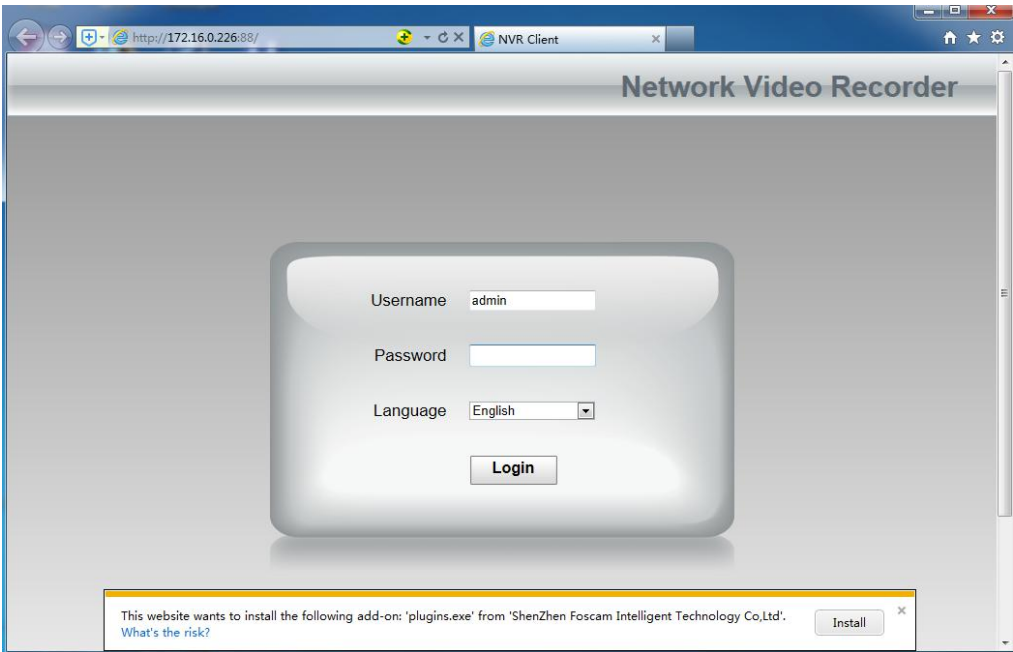 http://172.16.0.226:88/
NVR Client
Network Video Recorder
Username admin
Password
Language English
Login
This website wants to install the following add-on: 'plugins.exe' from 'ShenZhen Foscam Intelligent Technology Co,Ltd'.
What's the risk?
Install